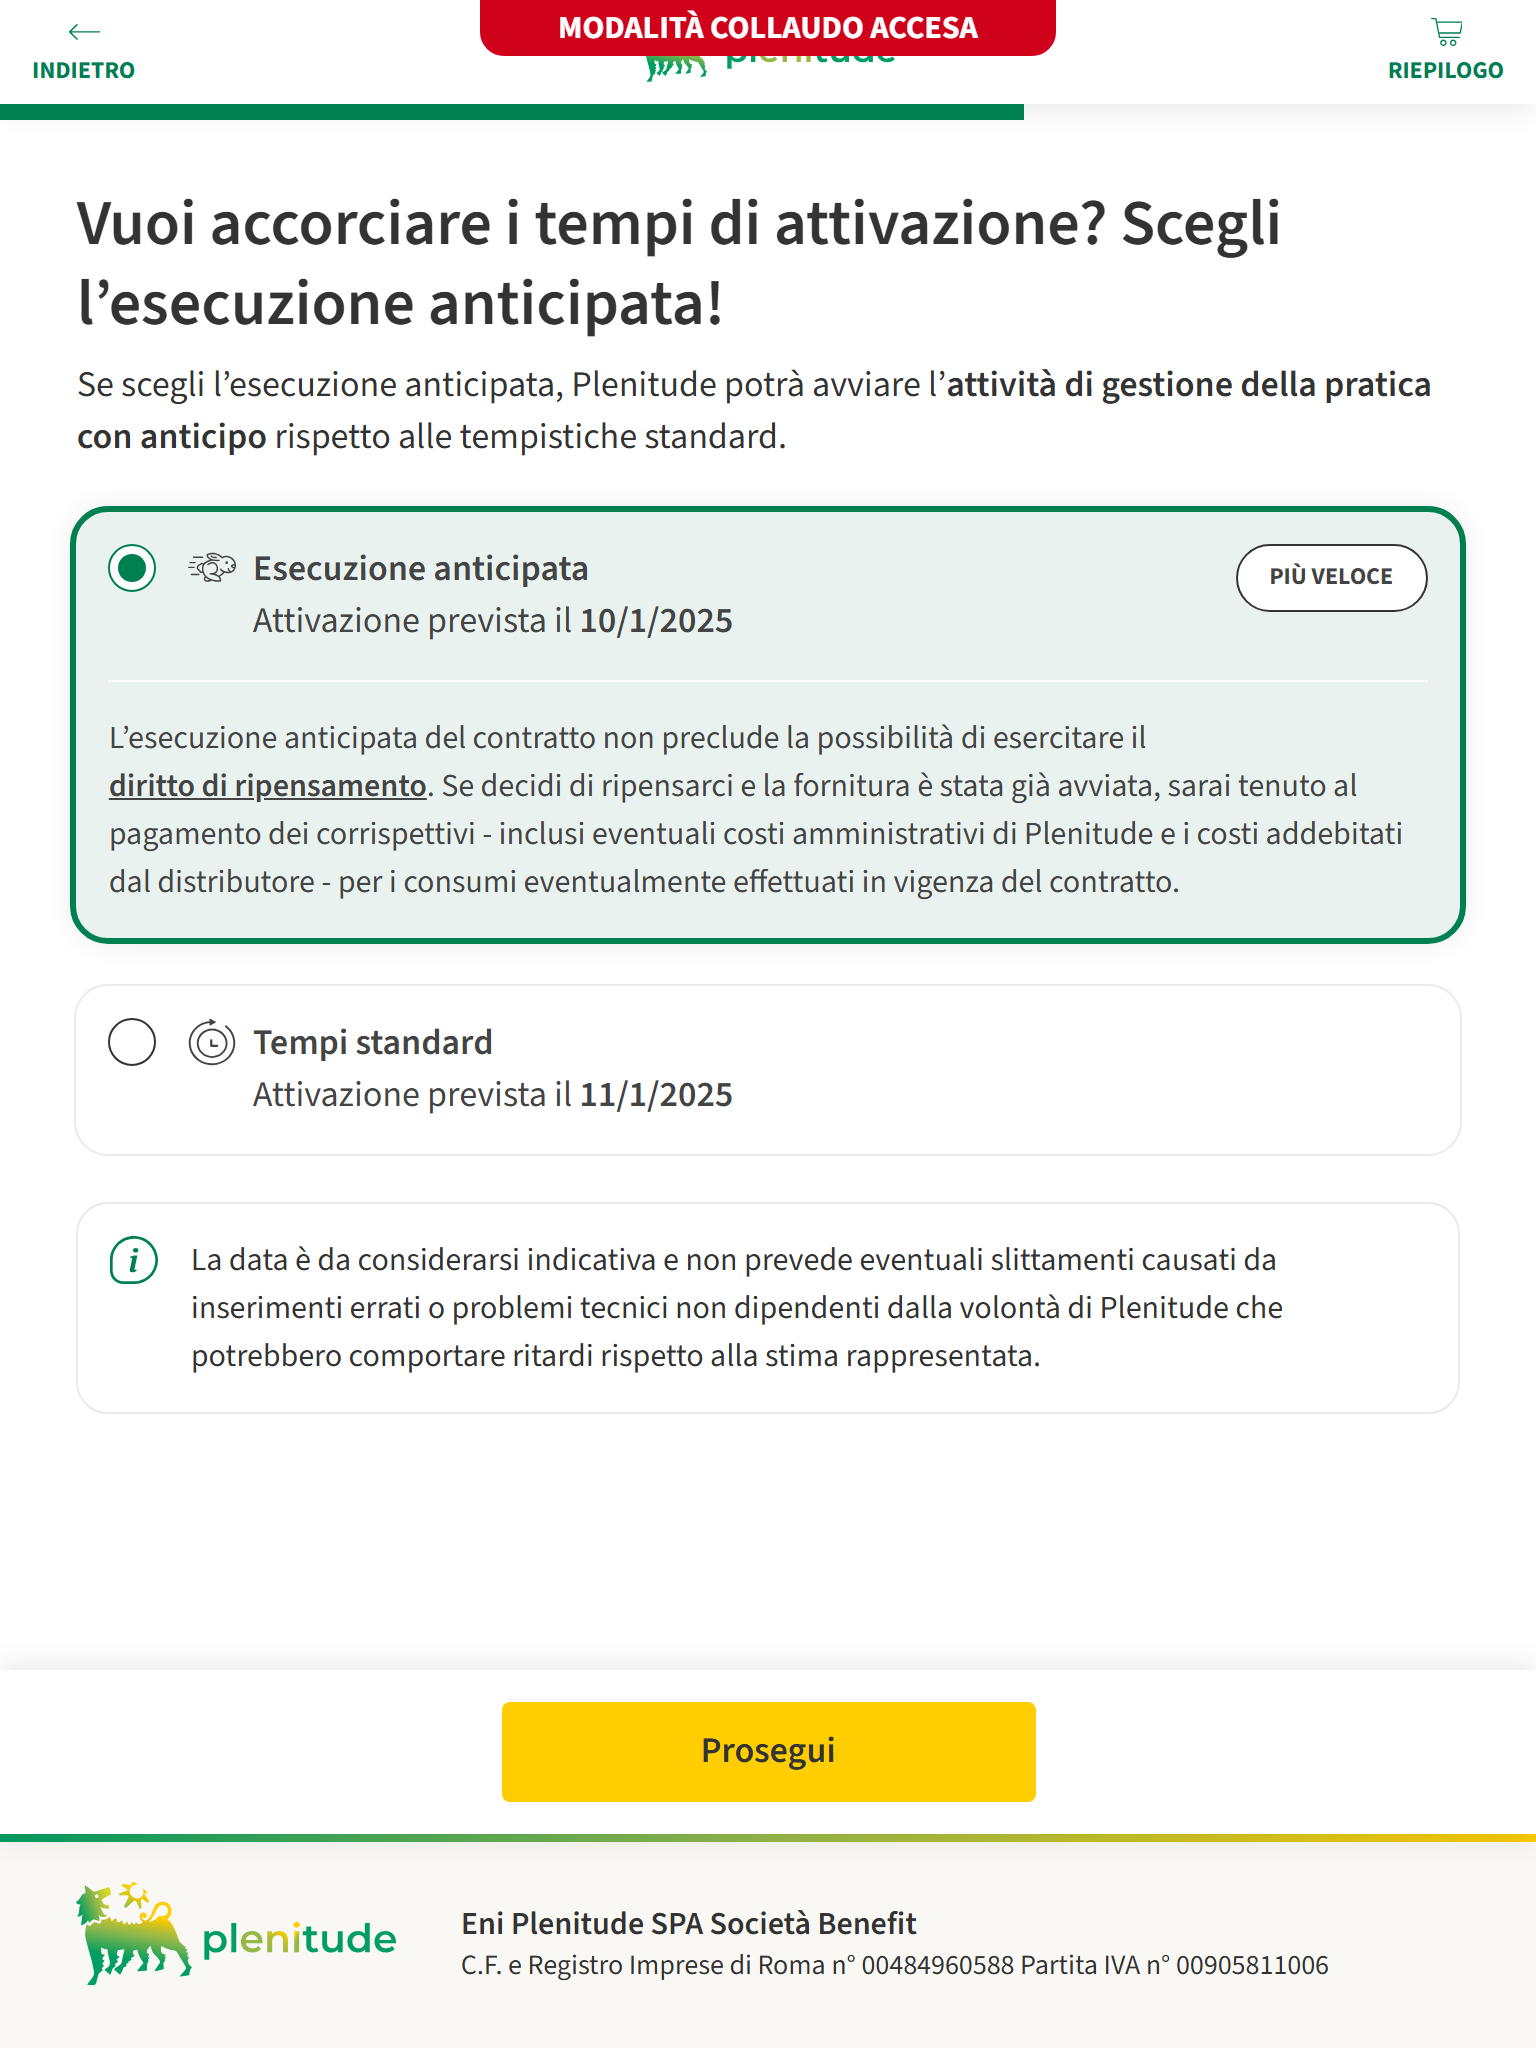 MODALITÀ COLLAUDO ACCESA
INDIETRO
plenitude
RIEPILOGO
Vuoi accorciare i tempi di attivazione? Scegli
l’esecuzione anticipata!
Se scegli l’esecuzione anticipata, Plenitude potrà avviare l’attività di gestione della pratica
con anticipo rispetto alle tempistiche standard.
Esecuzione anticipata
PIÙ VELOCE
Attivazione prevista il 10/1/2025
L’esecuzione anticipata del contratto non preclude la possibilità di esercitare il
diritto di ripensamento. Se decidi di ripensarci e la fornitura è stata già avviata, sarai tenuto al
pagamento dei corrispettivi - inclusi eventuali costi amministrativi di Plenitude e i costi addebitati
dal distributore - per i consumi eventualmente effettuati in vigenza del contratto.
Tempi standard
Attivazione prevista il 11/1/2025
i
La data è da considerarsi indicativa e non prevede eventuali slittamenti causati da
inserimenti errati o problemi tecnici non dipendenti dalla volontà di Plenitude che
potrebbero comportare ritardi rispetto alla stima rappresentata.
Prosegui
plenitude
Eni Plenitude SPA Società Benefit
C.F. e Registro Imprese di Roma n° 00484960588 Partita IVA n° 00905811006